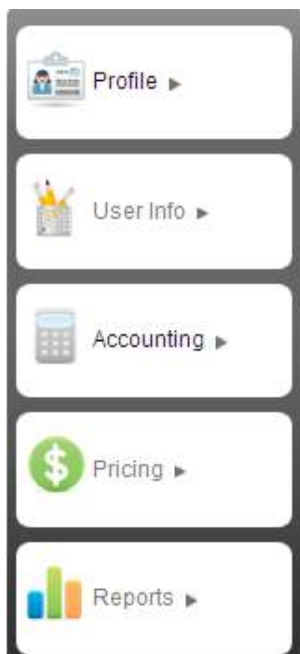 Profile ►
User Info ►
Accounting ►
Pricing ►
Reports ►